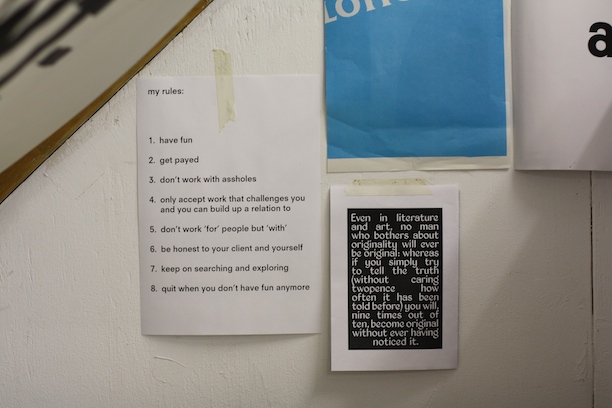 my rules:
1. have fun
2. get payed
3. don't work with assholes
4. only accept work that challenges you
and you can build up a relation to
5. don't work 'for' people but 'with'
6. be honest to your client and yourself
7. keep on searching and exploring
8. quit when you don't have fun anymore
Even in literature
and art, no man
who bothers about
originality will ever
be original: whereas
if you simply try
to tell the truth
(without caring
twopence how
often it has been
told before) you will,
nine times out of
ten, become original
without ever having
noticed it.
a